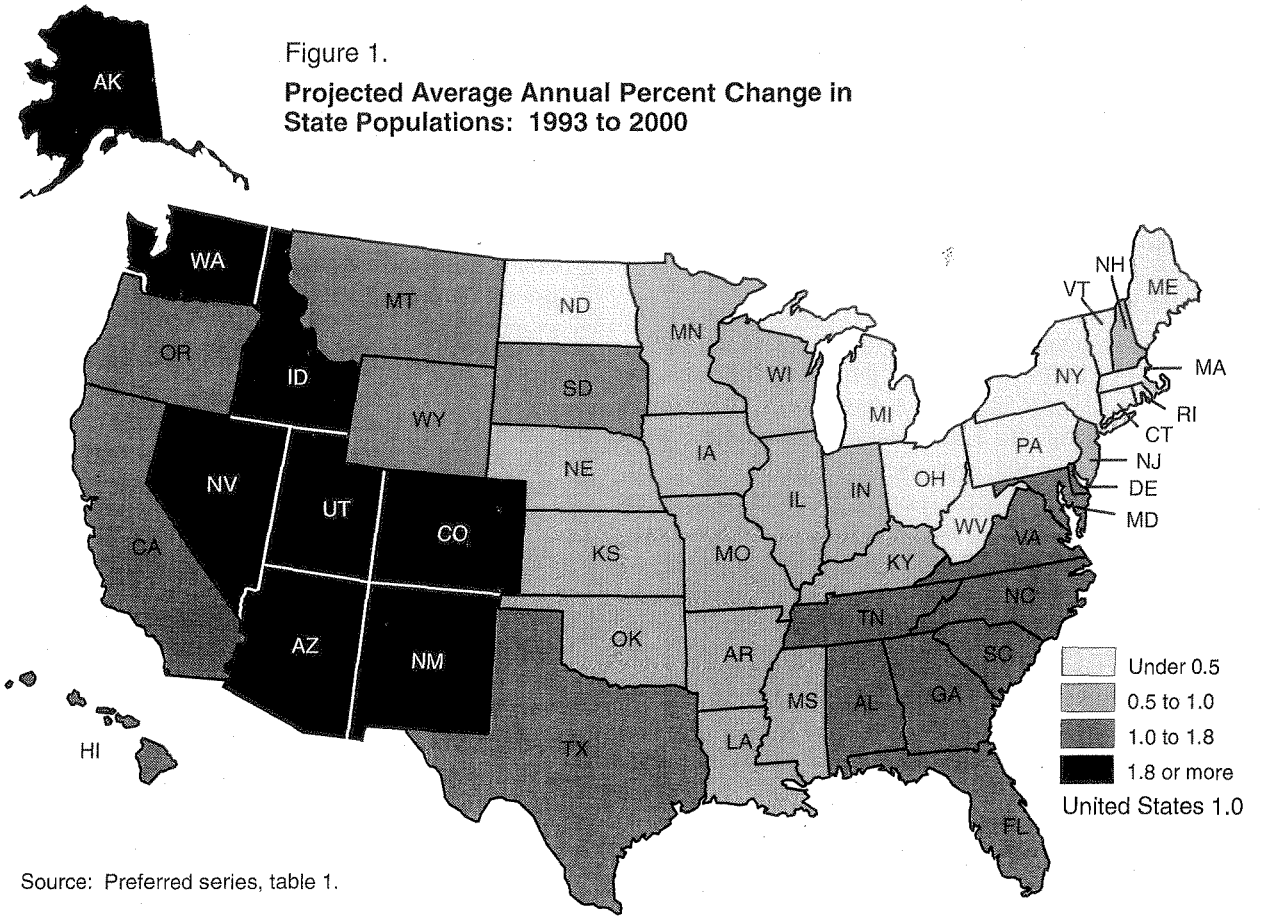 Figure 1.
Projected Average Annual Percent Change in
State Populations: 1993 to 2000
AK
WA
MT
ND
MN
VT
NH
ME
OR
ID
WY
SD
WI
MI
NY
MA
RI
CT
NV
UT
CO
NE
IA
IL
IN
OH
PA
NJ
DE
MD
WV
VA
CA
KS
MO
KY
NC
TN
AZ
NM
OK
AR
SC
MS
AL
GA
HI
TX
LA
FL
Under 0.5
0.5 to 1.0
1.0 to 1.8
1.8 or more
United States 1.0
Source: Preferred series, table 1.